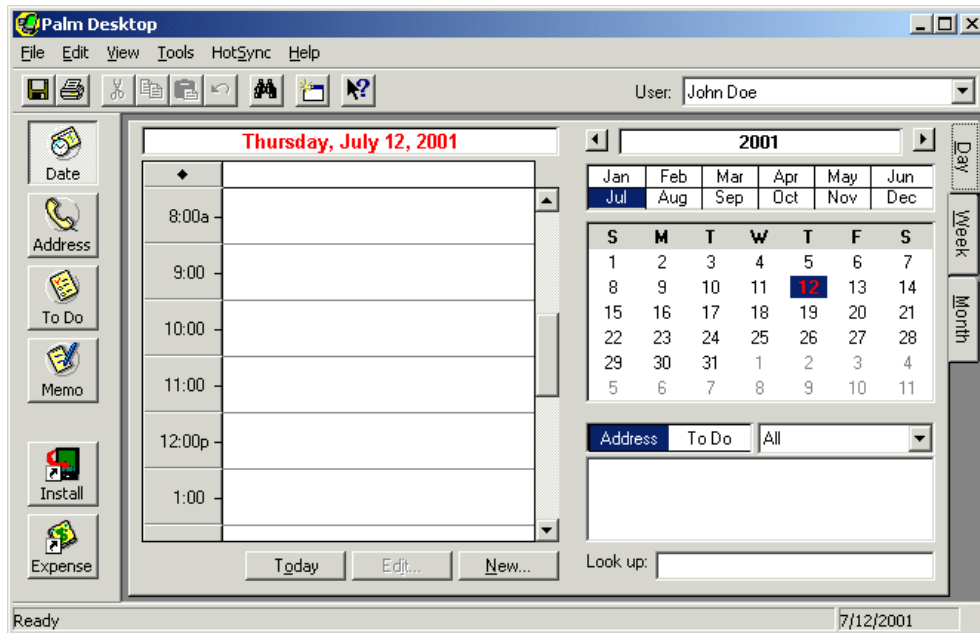 Palm Desktop
File Edit View Tools HotSync Help
User: John Doe
Date
Address
To Do
Memo
Install
Expense
Thursday, July 12, 2001
8:00a
9:00
10:00
11:00
12:00p
1:00
Today Edit... New...
2001
Jan Feb Mar Apr May Jun
Jul Aug Sep Oct Nov Dec
S M T W T F S
1 2 3 4 5 6 7
8 9 10 11 12 13 14
15 16 17 18 19 20 21
22 23 24 25 26 27 28
29 30 31 1 2 3 4
5 6 7 8 9 10 11
Address To Do All
Look up:
Day
Week
Month
Ready 7/12/2001